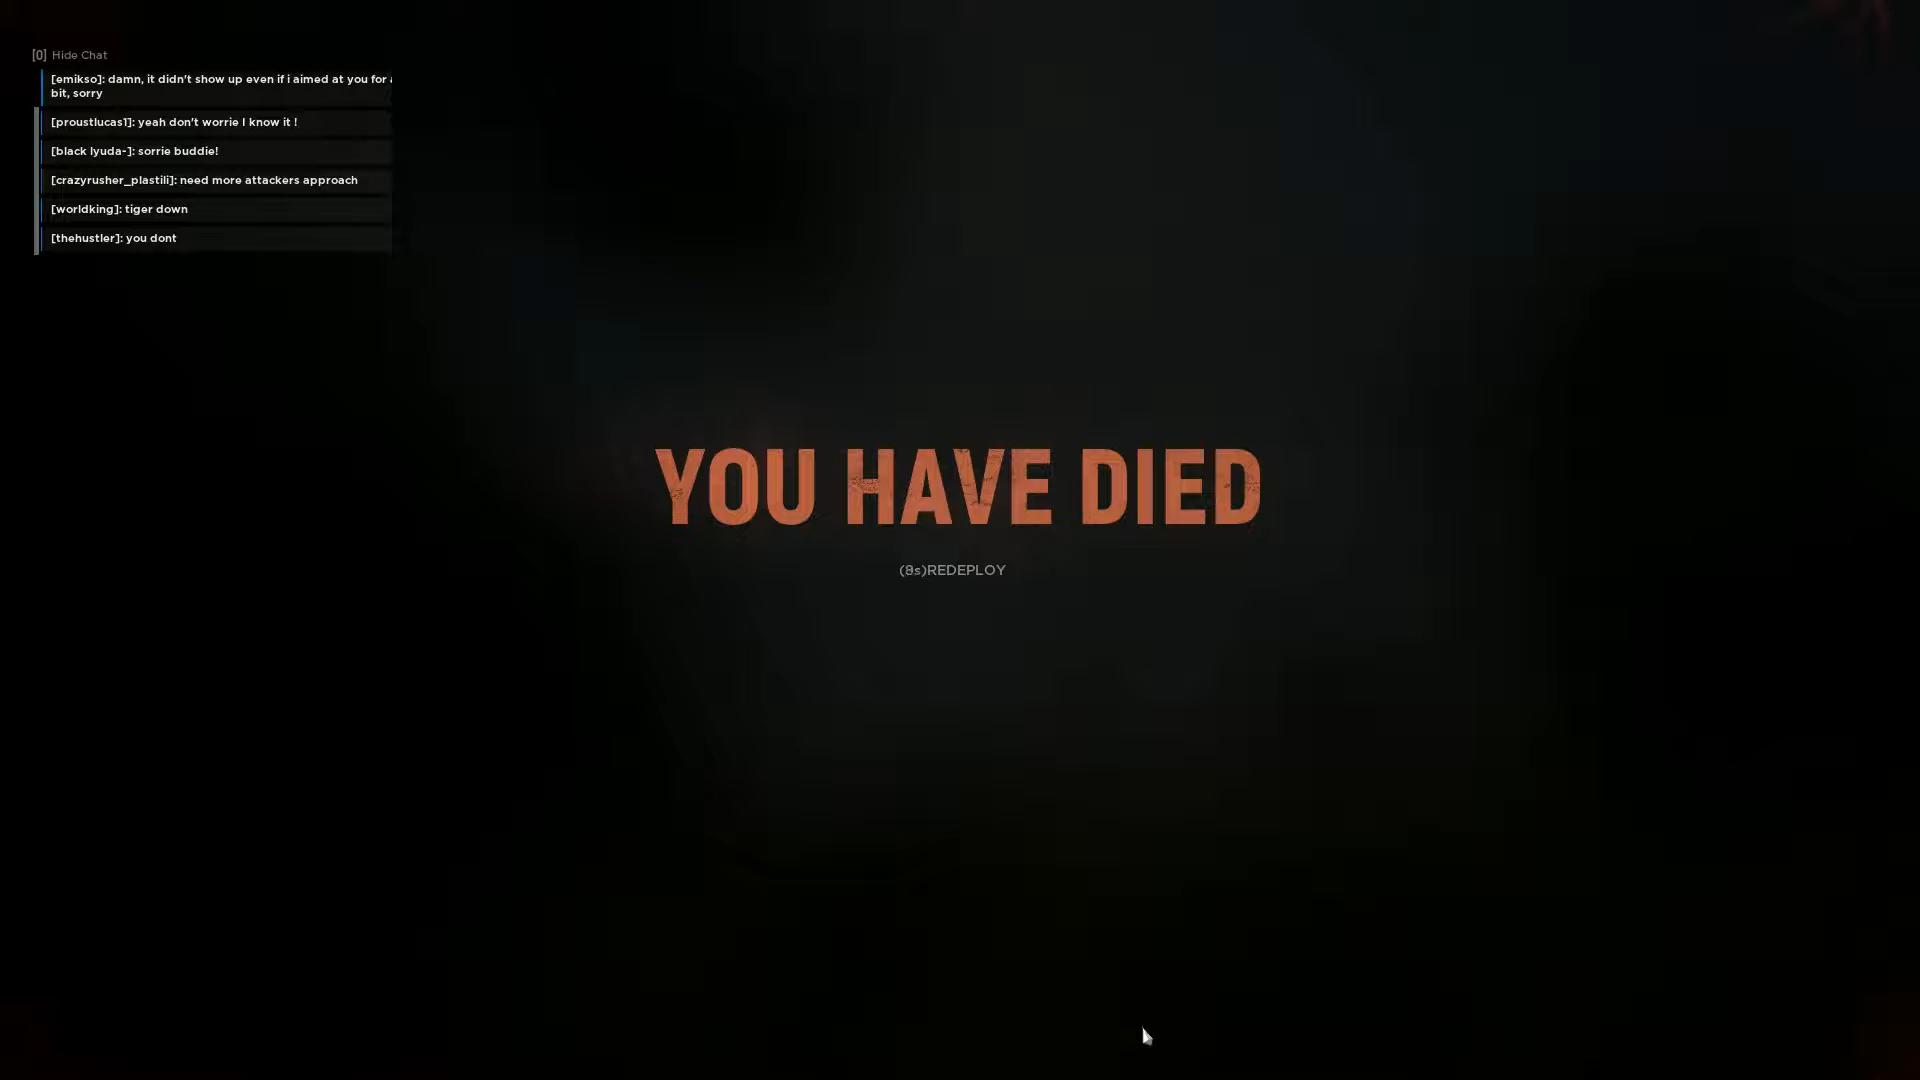 [0] Hide Chat
[emikso]: damn, it didn't show up even if i aimed at you for
bit, sorry
[proustlucas1]: yeah don't worrie I know it !
[black lyuda-]: sorrie buddie!
[crazyrusher_plastili]: need more attackers approach
[worldking]: tiger down
[thehustler]: you dont
YOU HAVE DIED
(8s)REDEPLOY